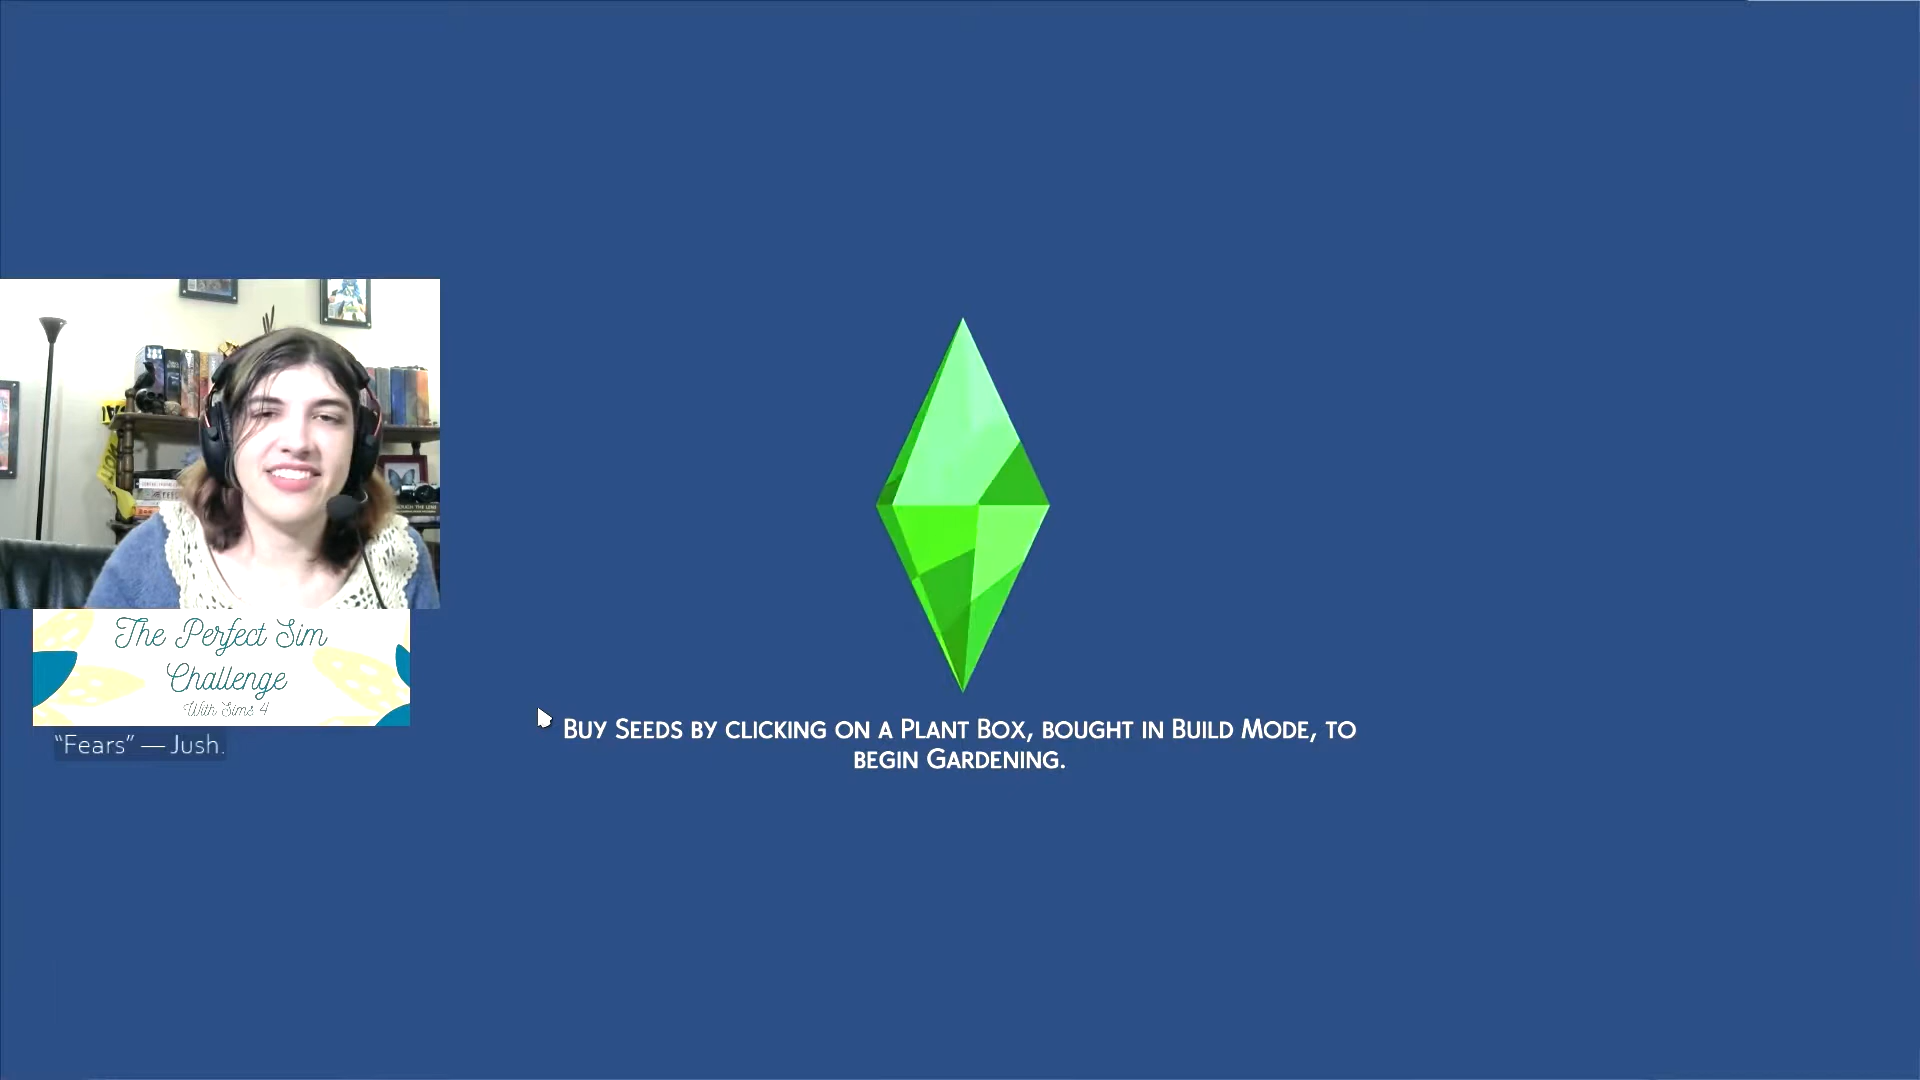 The Perfect Sim
Challenge
With Sims 4
"Fears" — Jush.
Buy Seeds by clicking on a Plant Box, bought in Build Mode, to
begin Gardening.